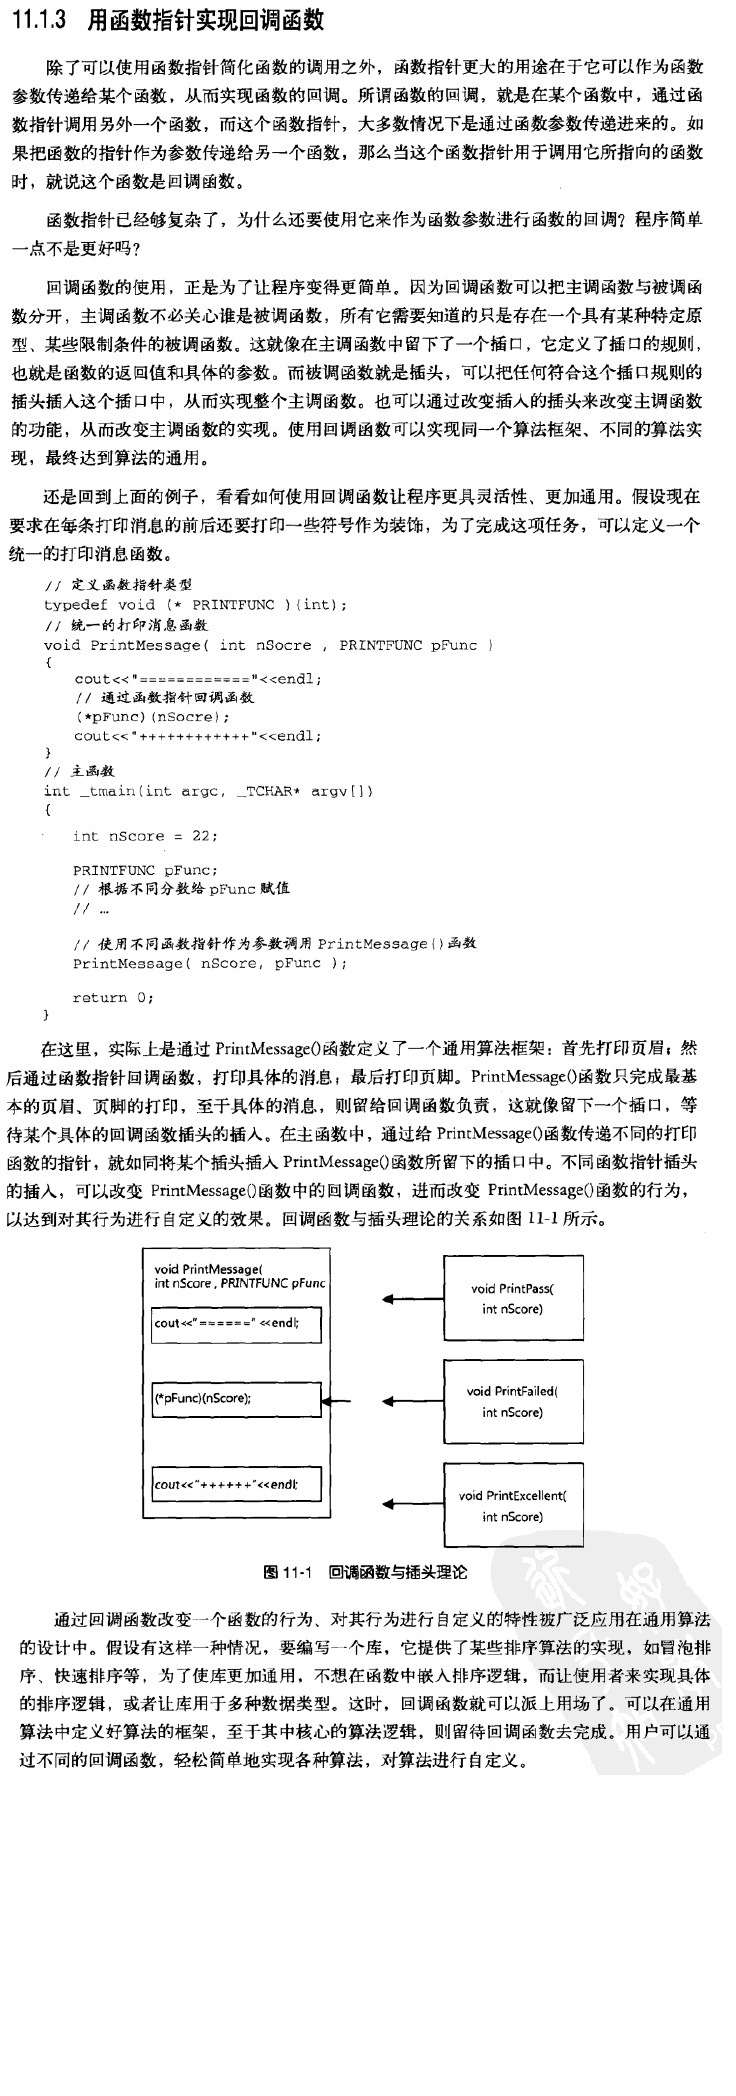 11.1.3 用函数指针实现回调函数
除了可以使用函数指针简化函数的调用之外，函数指针更大的用途在于它可以作为函数
参数传递给某个函数，从而实现函数的回调。所谓函数的回调，就是在某个函数中，通过函
数指针调用另外一个函数，而这个函数指针，大多数情况下是通过函数参数传递进来的。如
果把函数的指针作为参数传递给另一个函数，那么当这个函数指针用于调用它所指向的函数
时，就说这个函数是回调函数。
函数指针已经够复杂了，为什么还要使用它来作为函数参数进行函数的回调？程序简单
一点不是更好吗？
回调函数的使用，正是为了让程序变得更简单。因为回调函数可以把主调函数与被调函
数分开，主调函数不必关心谁是被调函数，所有它需要知道的只是存在一个具有某种特定原
型、某些限制条件的被调函数。这就像在主调函数中留下了一个插口，它定义了插口的规则，
也就是函数的返回值和具体的参数。而被调函数就是插头，可以把任何符合这个插口规则的
插头插入这个插口中，从而实现整个主调函数。也可以通过改变插入的插头来改变主调函数
的功能，从而改变主调函数的实现。使用回调函数可以实现同一个算法框架、不同的算法实
现，最终达到算法的通用。
还是回到上面的例子，看看如何使用回调函数让程序更具灵活性、更加通用。假设现在
要求在每条打印消息的前后还要打印一些符号作为装饰，为了完成这项任务，可以定义一个
统一的打印消息函数。
// 定义函数指针类型
typedef void (* PRINTFUNC )(int);
// 统一的打印消息函数
void PrintMessage( int nSocre , PRINTFUNC pFunc )
{
cout<<"============"<<endl;
// 通过函数指针回调函数
(*pFunc)(nSocre);
cout<<"++++++++++++"<<endl;
}
// 主函数
int _tmain(int argc, _TCHAR* argv[])
{
int nScore = 22;
PRINTFUNC pFunc;
// 根据不同分数给 pFunc 赋值
// …
// 使用不同函数指针作为参数调用 PrintMessage()函数
PrintMessage( nScore, pFunc );
return 0;
}
在这里，实际上是通过 PrintMessage()函数定义了一个通用算法框架：首先打印页眉；然
后通过函数指针回调函数，打印具体的消息；最后打印页脚。PrintMessage()函数只完成最基
本的页眉、页脚的打印，至于具体的消息，则留给回调函数负责，这就像留下一个插口，等
待某个具体的回调函数插头的插入。在主函数中，通过给 PrintMessage()函数传递不同的打印
函数的指针，就如同将某个插头插入 PrintMessage()函数所留下的插口中。不同函数指针插头
的插入，可以改变 PrintMessage()函数中的回调函数，进而改变 PrintMessage()函数的行为，
以达到对其行为进行自定义的效果。回调函数与插头理论的关系如图 11-1 所示。
void PrintMessage(
int nScore , PRINTFUNC pFunc
cout<<"======" <<endl;
(*pFunc)(nScore);
cout<<"++++++"<<endl;
void PrintPass(
int nScore)
void PrintFailed(
int nScore)
void PrintExcellent(
int nScore)
图 11-1 回调函数与插头理论
通过回调函数改变一个函数的行为、对其行为进行自定义的特性被广泛应用在通用算法
的设计中。假设有这样一种情况，要编写一个库，它提供了某些排序算法的实现，如冒泡排
序、快速排序等，为了使库更加通用，不想在函数中嵌入排序逻辑，而让使用者来实现具体
的排序逻辑，或者让库用于多种数据类型。这时，回调函数就可以派上用场了。可以在通用
算法中定义好算法的框架，至于其中核心的算法逻辑，则留待回调函数去完成。用户可以通
过不同的回调函数，轻松简单地实现各种算法，对算法进行自定义。